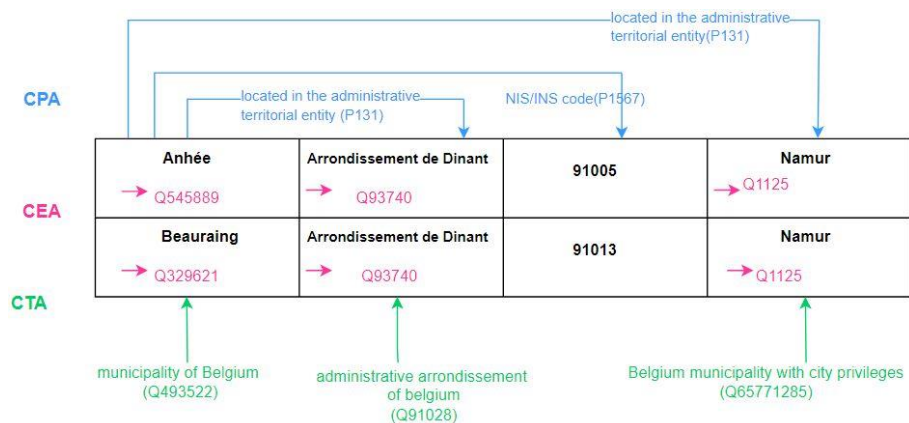 located in the administrative
territorial entity(P131)
CPA
located in the administrative
territorial entity (P131)
NIS/INS code(P1567)
Anhée
Arrondissement de Dinant
91005
Namur
Q545889
Q93740
Q1125
CEA
Beauraing
Arrondissement de Dinant
91013
Namur
Q329621
Q93740
Q1125
CTA
municipality of Belgium
(Q493522)
administrative arrondissement
of belgium
(Q91028)
Belgium municipality with city privileges
(Q65771285)